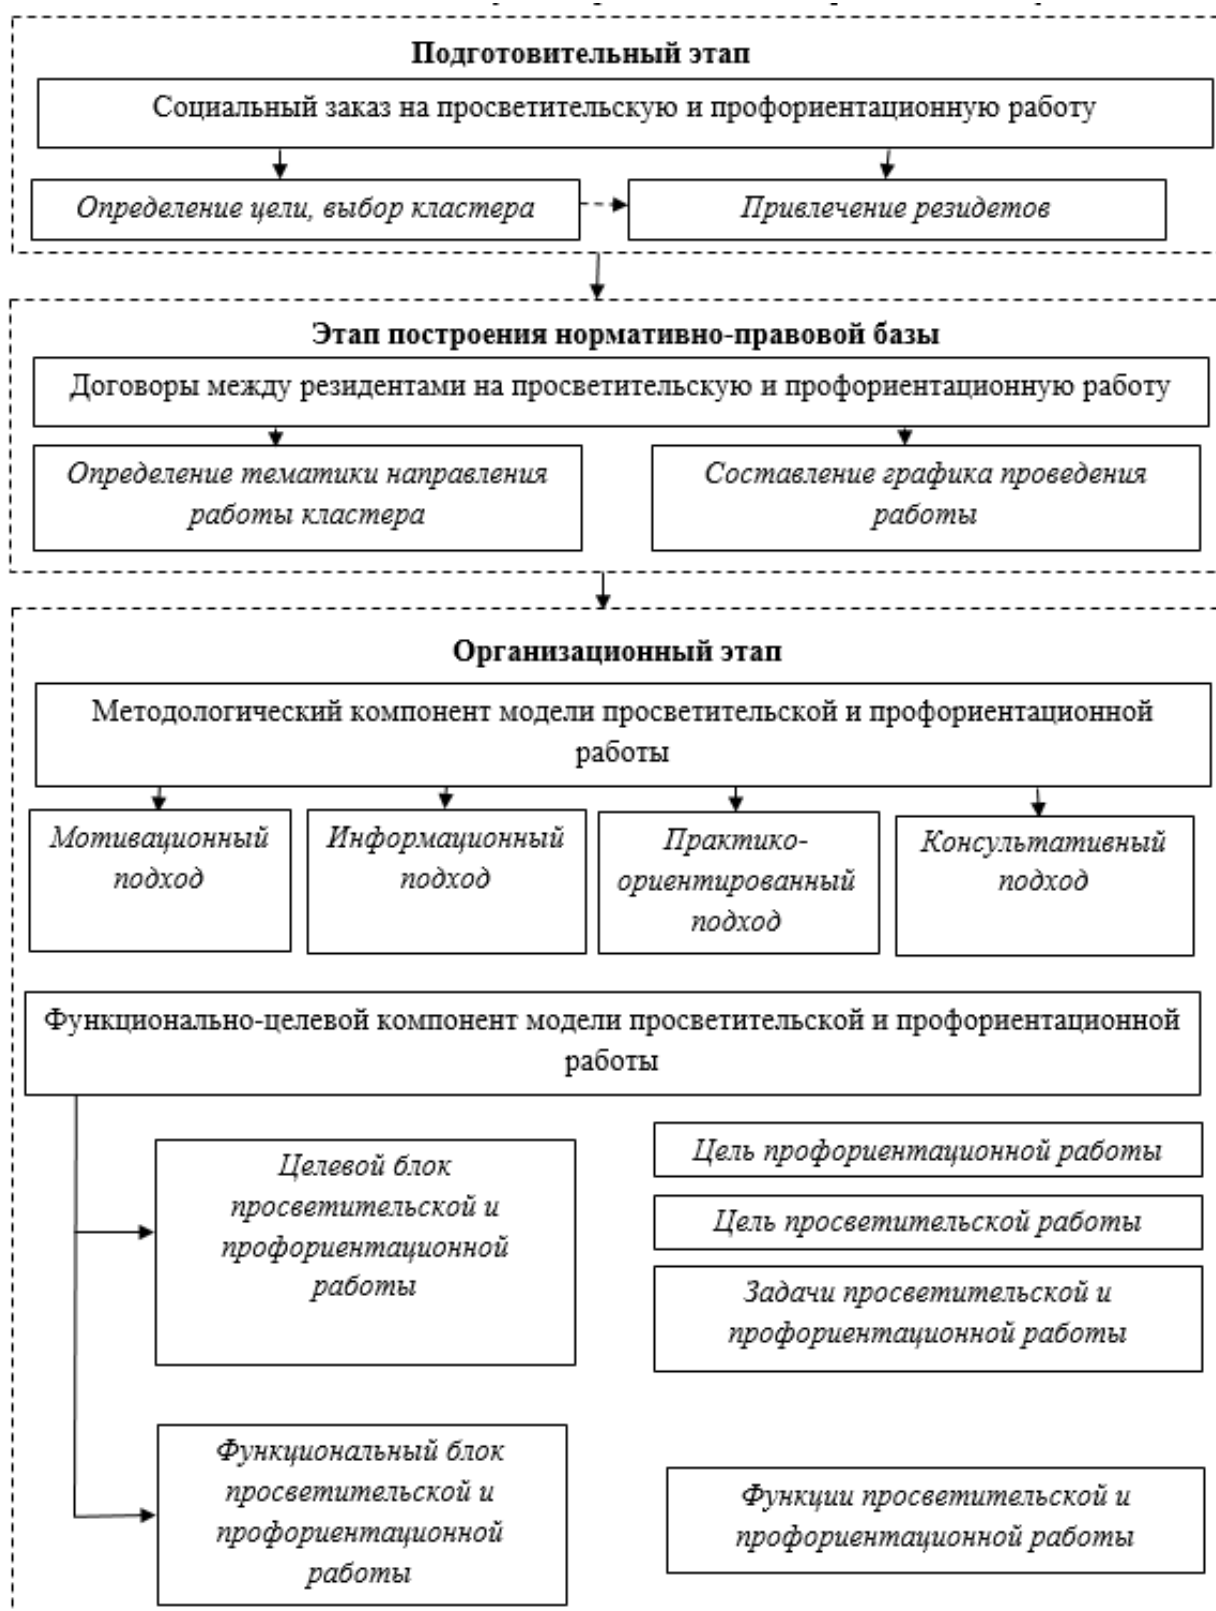 Подготовительный этап
Социальный заказ на просветительскую и профориентационную работу
Определение цели, выбор кластера
Привлечение резидетов
Этап построения нормативно-правовой базы
Договоры между резидентами на просветительскую и профориентационную работу
Определение тематики направления
работы кластера
Составление графика проведения
работы
Организационный этап
Методологический компонент модели просветительской и профориентационной
работы
Мотивационный
подход
Информационный
подход
Практико-
ориентированный
подход
Консультативный
подход
Функционально-целевой компонент модели просветительской и профориентационной
работы
Целевой блок
просветительской и
профориентационной
работы
Цель профориентационной работы
Цель просветительской работы
Задачи просветительской и
профориентационной работы
Функциональный блок
просветительской и
профориентационной
работы
Функции просветительской и
профориентационной работы